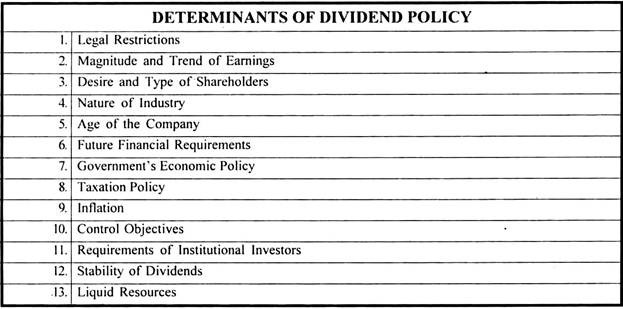 DETERMINANTS OF DIVIDEND POLICY
1. Legal Restrictions
2. Magnitude and Trend of Earnings
3. Desire and Type of Shareholders
4. Nature of Industry
5. Age of the Company
6. Future Financial Requirements
7. Government's Economic Policy
8. Taxation Policy
9. Inflation
10. Control Objectives
11. Requirements of Institutional Investors
12. Stability of Dividends
13. Liquid Resources